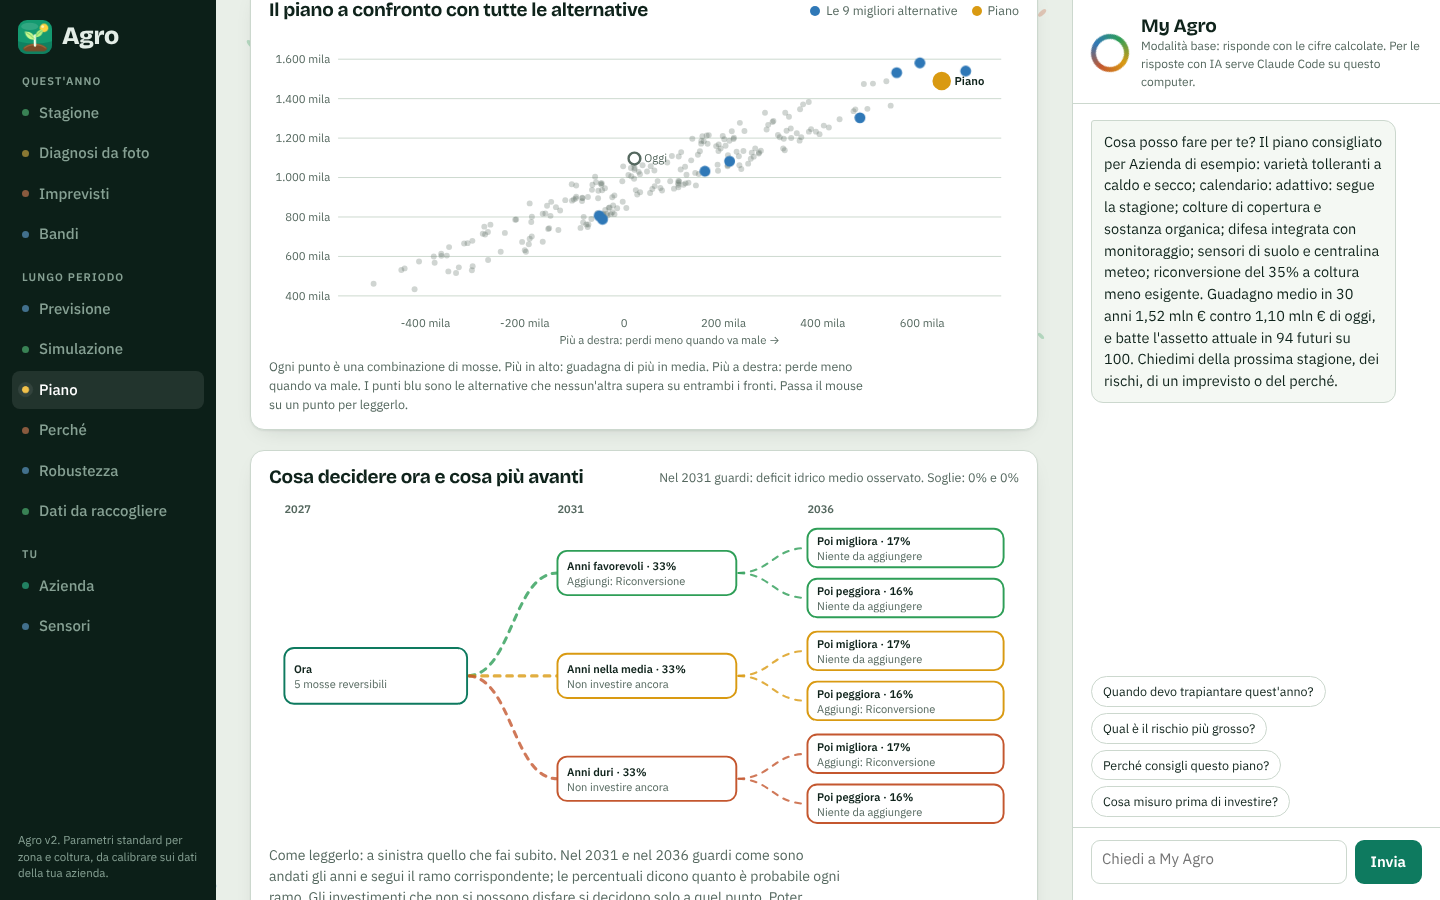 Agro
QUEST'ANNO
Stagione
Diagnosi da foto
Imprevisti
Bandi
LUNGO PERIODO
Previsione
Simulazione
Piano
Perché
Robustezza
Dati da raccogliere
TU
Azienda
Sensori
Agro v2. Parametri standard per
zona e coltura, da calibrare sui dati
della tua azienda.
Il piano a confronto con tutte le alternative
Le 9 migliori alternative
Piano
1.600 mila
1.400 mila
1.200 mila
1.000 mila
800 mila
600 mila
400 mila
Piano
Oggi
-400 mila
-200 mila
0
200 mila
400 mila
600 mila
Più a destra: perdi meno quando va male →
Ogni punto è una combinazione di mosse. Più in alto: guadagna di più in media. Più a destra: perde meno
quando va male. I punti blu sono le alternative che nessun'altra supera su entrambi i fronti. Passa il mouse
su un punto per leggerlo.
Cosa decidere ora e cosa più avanti
Nel 2031 guardi: deficit idrico medio osservato. Soglie: 0% e 0%
2027
2031
2036
Ora
5 mosse reversibili
Anni favorevoli · 33%
Aggiungi: Riconversione
Anni nella media · 33%
Non investire ancora
Anni duri · 33%
Non investire ancora
Poi migliora · 17%
Niente da aggiungere
Poi peggiora · 16%
Niente da aggiungere
Poi migliora · 17%
Niente da aggiungere
Poi peggiora · 16%
Aggiungi: Riconversione
Poi migliora · 17%
Aggiungi: Riconversione
Poi peggiora · 16%
Niente da aggiungere
Come leggerlo: a sinistra quello che fai subito. Nel 2031 e nel 2036 guardi come sono
andati gli anni e segui il ramo corrispondente; le percentuali dicono quanto è probabile ogni
ramo. Gli investimenti che non si possono disfare si decidono solo a quel punto. Poter
My Agro
Modalità base: risponde con le cifre calcolate. Per le
risposte con IA serve Claude Code su questo
computer.
Cosa posso fare per te? Il piano consigliato
per Azienda di esempio: varietà tolleranti a
caldo e secco; calendario: adattivo: segue
la stagione; colture di copertura e
sostanza organica; difesa integrata con
monitoraggio; sensori di suolo e centralina
meteo; riconversione del 35% a coltura
meno esigente. Guadagno medio in 30
anni 1,52 mln € contro 1,10 mln € di oggi,
e batte l'assetto attuale in 94 futuri su
100. Chiedimi della prossima stagione, dei
rischi, di un imprevisto o del perché.
Quando devo trapiantare quest'anno?
Qual è il rischio più grosso?
Perché consigli questo piano?
Cosa misuro prima di investire?
Chiedi a My Agro
Invia